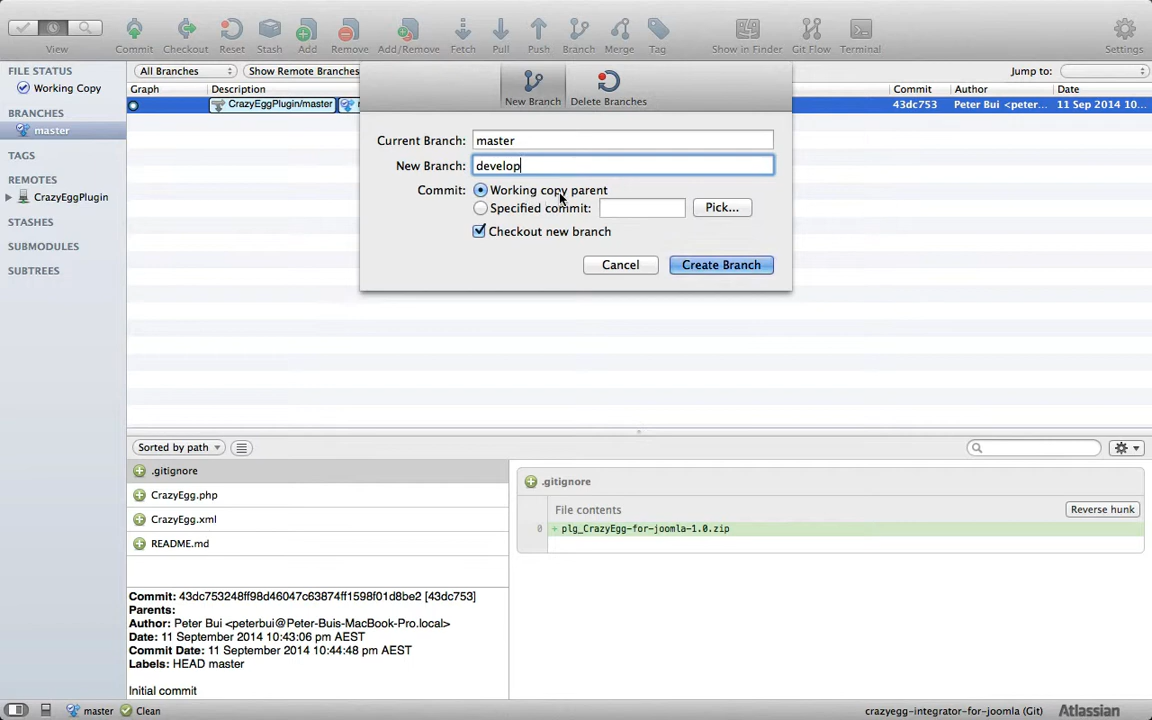 View
Commit
Checkout
Reset
Stash
Add
Remove
Add/Remove
Fetch
Pull
Push
Branch
Merge
Tag
Show in Finder
Git Flow
Terminal
Settings
FILE STATUS
Working Copy
BRANCHES
master
TAGS
REMOTES
CrazyEggPlugin
STASHES
SUBMODULES
SUBTREES
All Branches
Show Remote Branches
Jump to:
Graph
Description
Commit
Author
Date
CrazyEggPlugin/master
43dc753
Peter Bui <peter...
11 Sep 2014 10...
New Branch
Delete Branches
Current Branch: master
New Branch: develop
Commit: Working copy parent
Specified commit:
Pick...
Checkout new branch
Cancel
Create Branch
Sorted by path
.gitignore
CrazyEgg.php
CrazyEgg.xml
README.md
.gitignore
File contents
Reverse hunk
0 + plg_CrazyEgg-for-joomla-1.0.zip
Commit: 43dc753248ff98d46047c63874ff1598f01d8be2 [43dc753]
Parents:
Author: Peter Bui <peterbui@Peter-Buis-MacBook-Pro.local>
Date: 11 September 2014 10:43:06 pm AEST
Commit Date: 11 September 2014 10:44:48 pm AEST
Labels: HEAD master
Initial commit
master
Clean
crazyegg-integrator-for-joomla (Git)
Atlassian